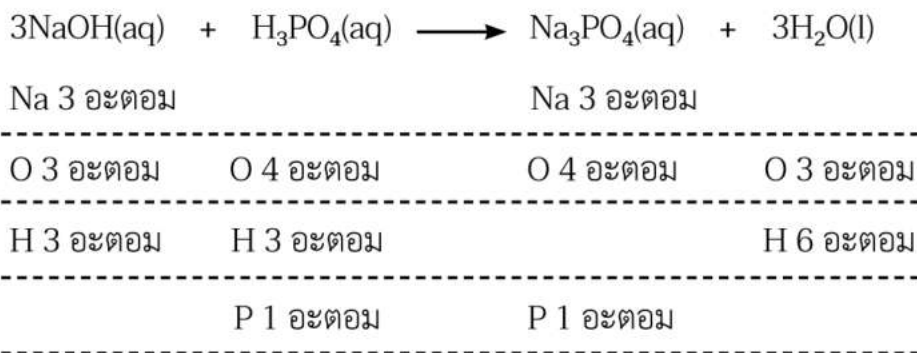 3NaOH(aq) + H₃PO₄(aq) ⟶ Na₃PO₄(aq) + 3H₂O(l)
Na 3 อะตอม Na 3 อะตอม
O 3 อะตอม O 4 อะตอม O 4 อะตอม O 3 อะตอม
H 3 อะตอม H 3 อะตอม H 6 อะตอม
P 1 อะตอม P 1 อะตอม